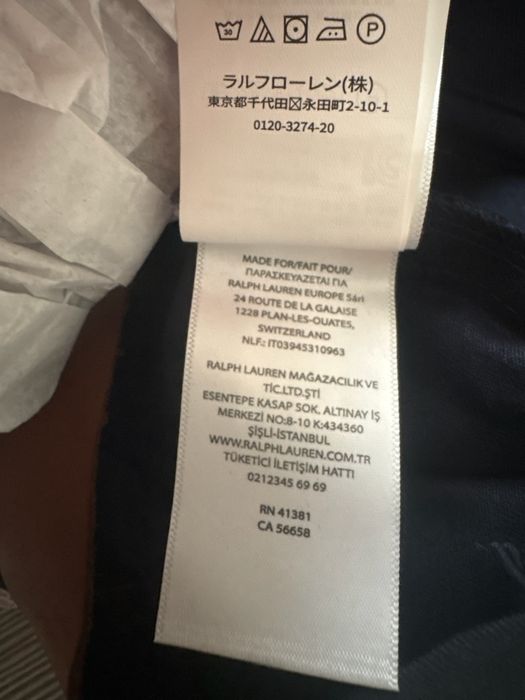 30 P
ラルフローレン(株)
東京都千代田区永田町2-10-1
0120-3274-20
MADE FOR/FAIT POUR/
ΠΑΡΑΣΚΕΥΑΖΕΤΑΙ ΓΙΑ
RALPH LAUREN EUROPE Sárl
24 ROUTE DE LA GALAISE
1228 PLAN-LES-OUATES,
SWITZERLAND
NLF.: IT03945310963
RALPH LAUREN MAĞAZACILIK VE
TİC.LTD.ŞTİ
ESENTEPE KASAP SOK. ALTINAY İŞ
MERKEZİ NO:8-10 K:434360
ŞİŞLİ-İSTANBUL
WWW.RALPHLAUREN.COM.TR
TÜKETİCİ İLETİŞİM HATTI
0212345 69 69
RN 41381
CA 56658